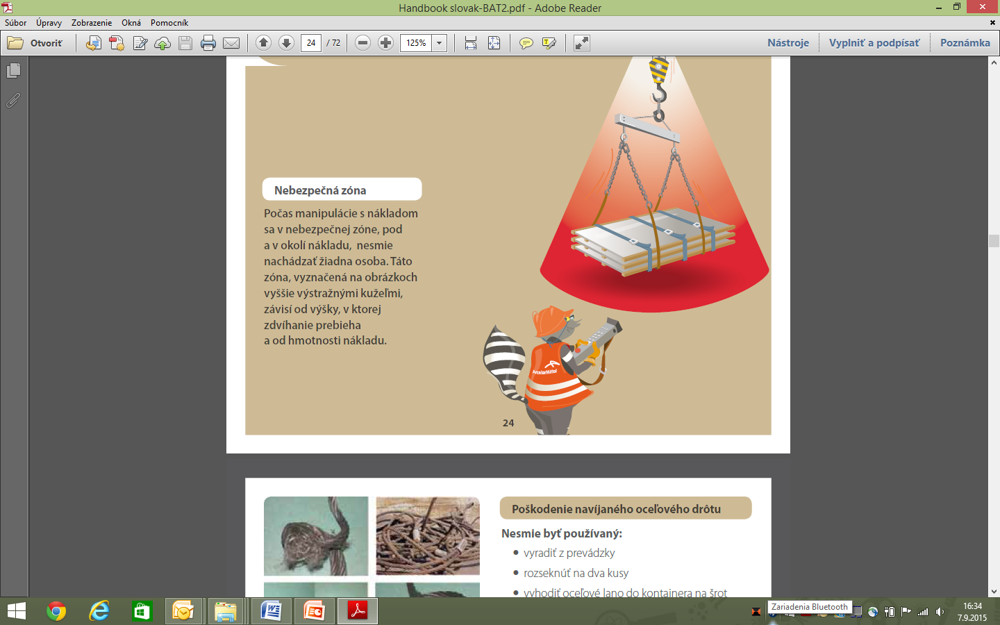 Handbook slovak-BAT2.pdf - Adobe Reader
Súbor Úpravy Zobrazenie Okná Pomocník
Otvoriť 24 / 72 125% Nástroje Vyplniť a podpísať Poznámka
Nebezpečná zóna
Počas manipulácie s nákladom
sa v nebezpečnej zóne, pod
a v okolí nákladu, nesmie
nachádzať žiadna osoba. Táto
zóna, vyznačená na obrázkoch
vyššie výstražnými kužeľmi,
závisí od výšky, v ktorej
zdvíhanie prebieha
a od hmotnosti nákladu.
ArcelorMittal
24
Poškodenie navíjaného oceľového drôtu
Nesmie byť používaný:
• vyradiť z prevádzky
• rozseknúť na dva kusy
• vyhodiť oceľové lano do kontajnera na šrot
Zariadenia Bluetooth
16:34
7.9.2015